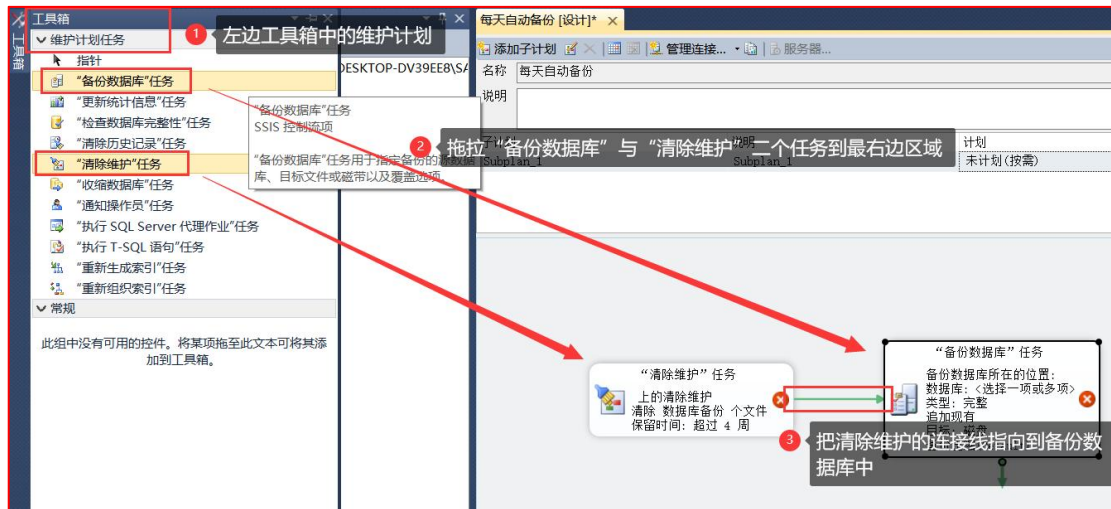 工具箱
工具箱
维护计划任务
指针
“备份数据库”任务
“更新统计信息”任务
“检查数据库完整性”任务
“清除历史记录”任务
“清除维护”任务
“收缩数据库”任务
“通知操作员”任务
“执行 SQL Server 代理作业”任务
“执行 T-SQL 语句”任务
“重新生成索引”任务
“重新组织索引”任务
常规
此组中没有可用的控件。将某项拖至此文本可将其添
加到工具箱。
1 左边工具箱中的维护计划
DESKTOP-DV39EE8\SA
“备份数据库”任务
SSIS 控制流项
“备份数据库”任务用于指定备份的源数据
库、目标文件或磁带以及覆盖选项。
每天自动备份 [设计]*
添加子计划 管理连接... 服务器...
名称 每天自动备份
说明
计划
2 拖拉“备份数据库”与“清除维护”二个任务到最右边区域
Subplan_1 Subplan_1 未计划(按需)
“清除维护”任务
上的清除维护
清除 数据库备份 个文件
保留时间: 超过 4 周
“备份数据库”任务
备份数据库所在的位置:
数据库: <选择一项或多项>
类型: 完整
追加现有
3 把清除维护的连接线指向到备份数
据库中